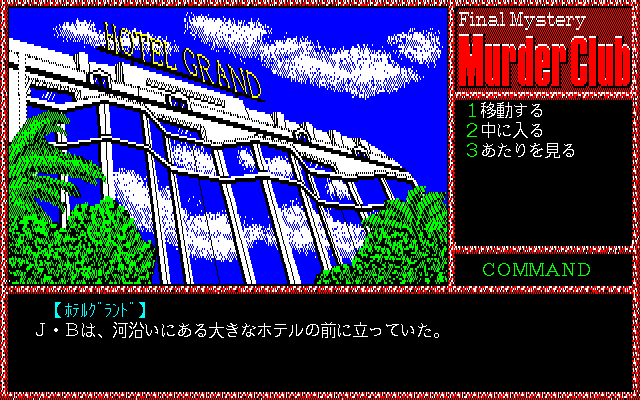 HOTEL GRAND
Final Mystery
Murder Club
1移動する
2中に入る
3あたりを見る
COMMAND
【ﾎﾃﾙｸﾞﾗﾝﾄﾞ】
J・Bは、河沿いにある大きなホテルの前に立っていた。